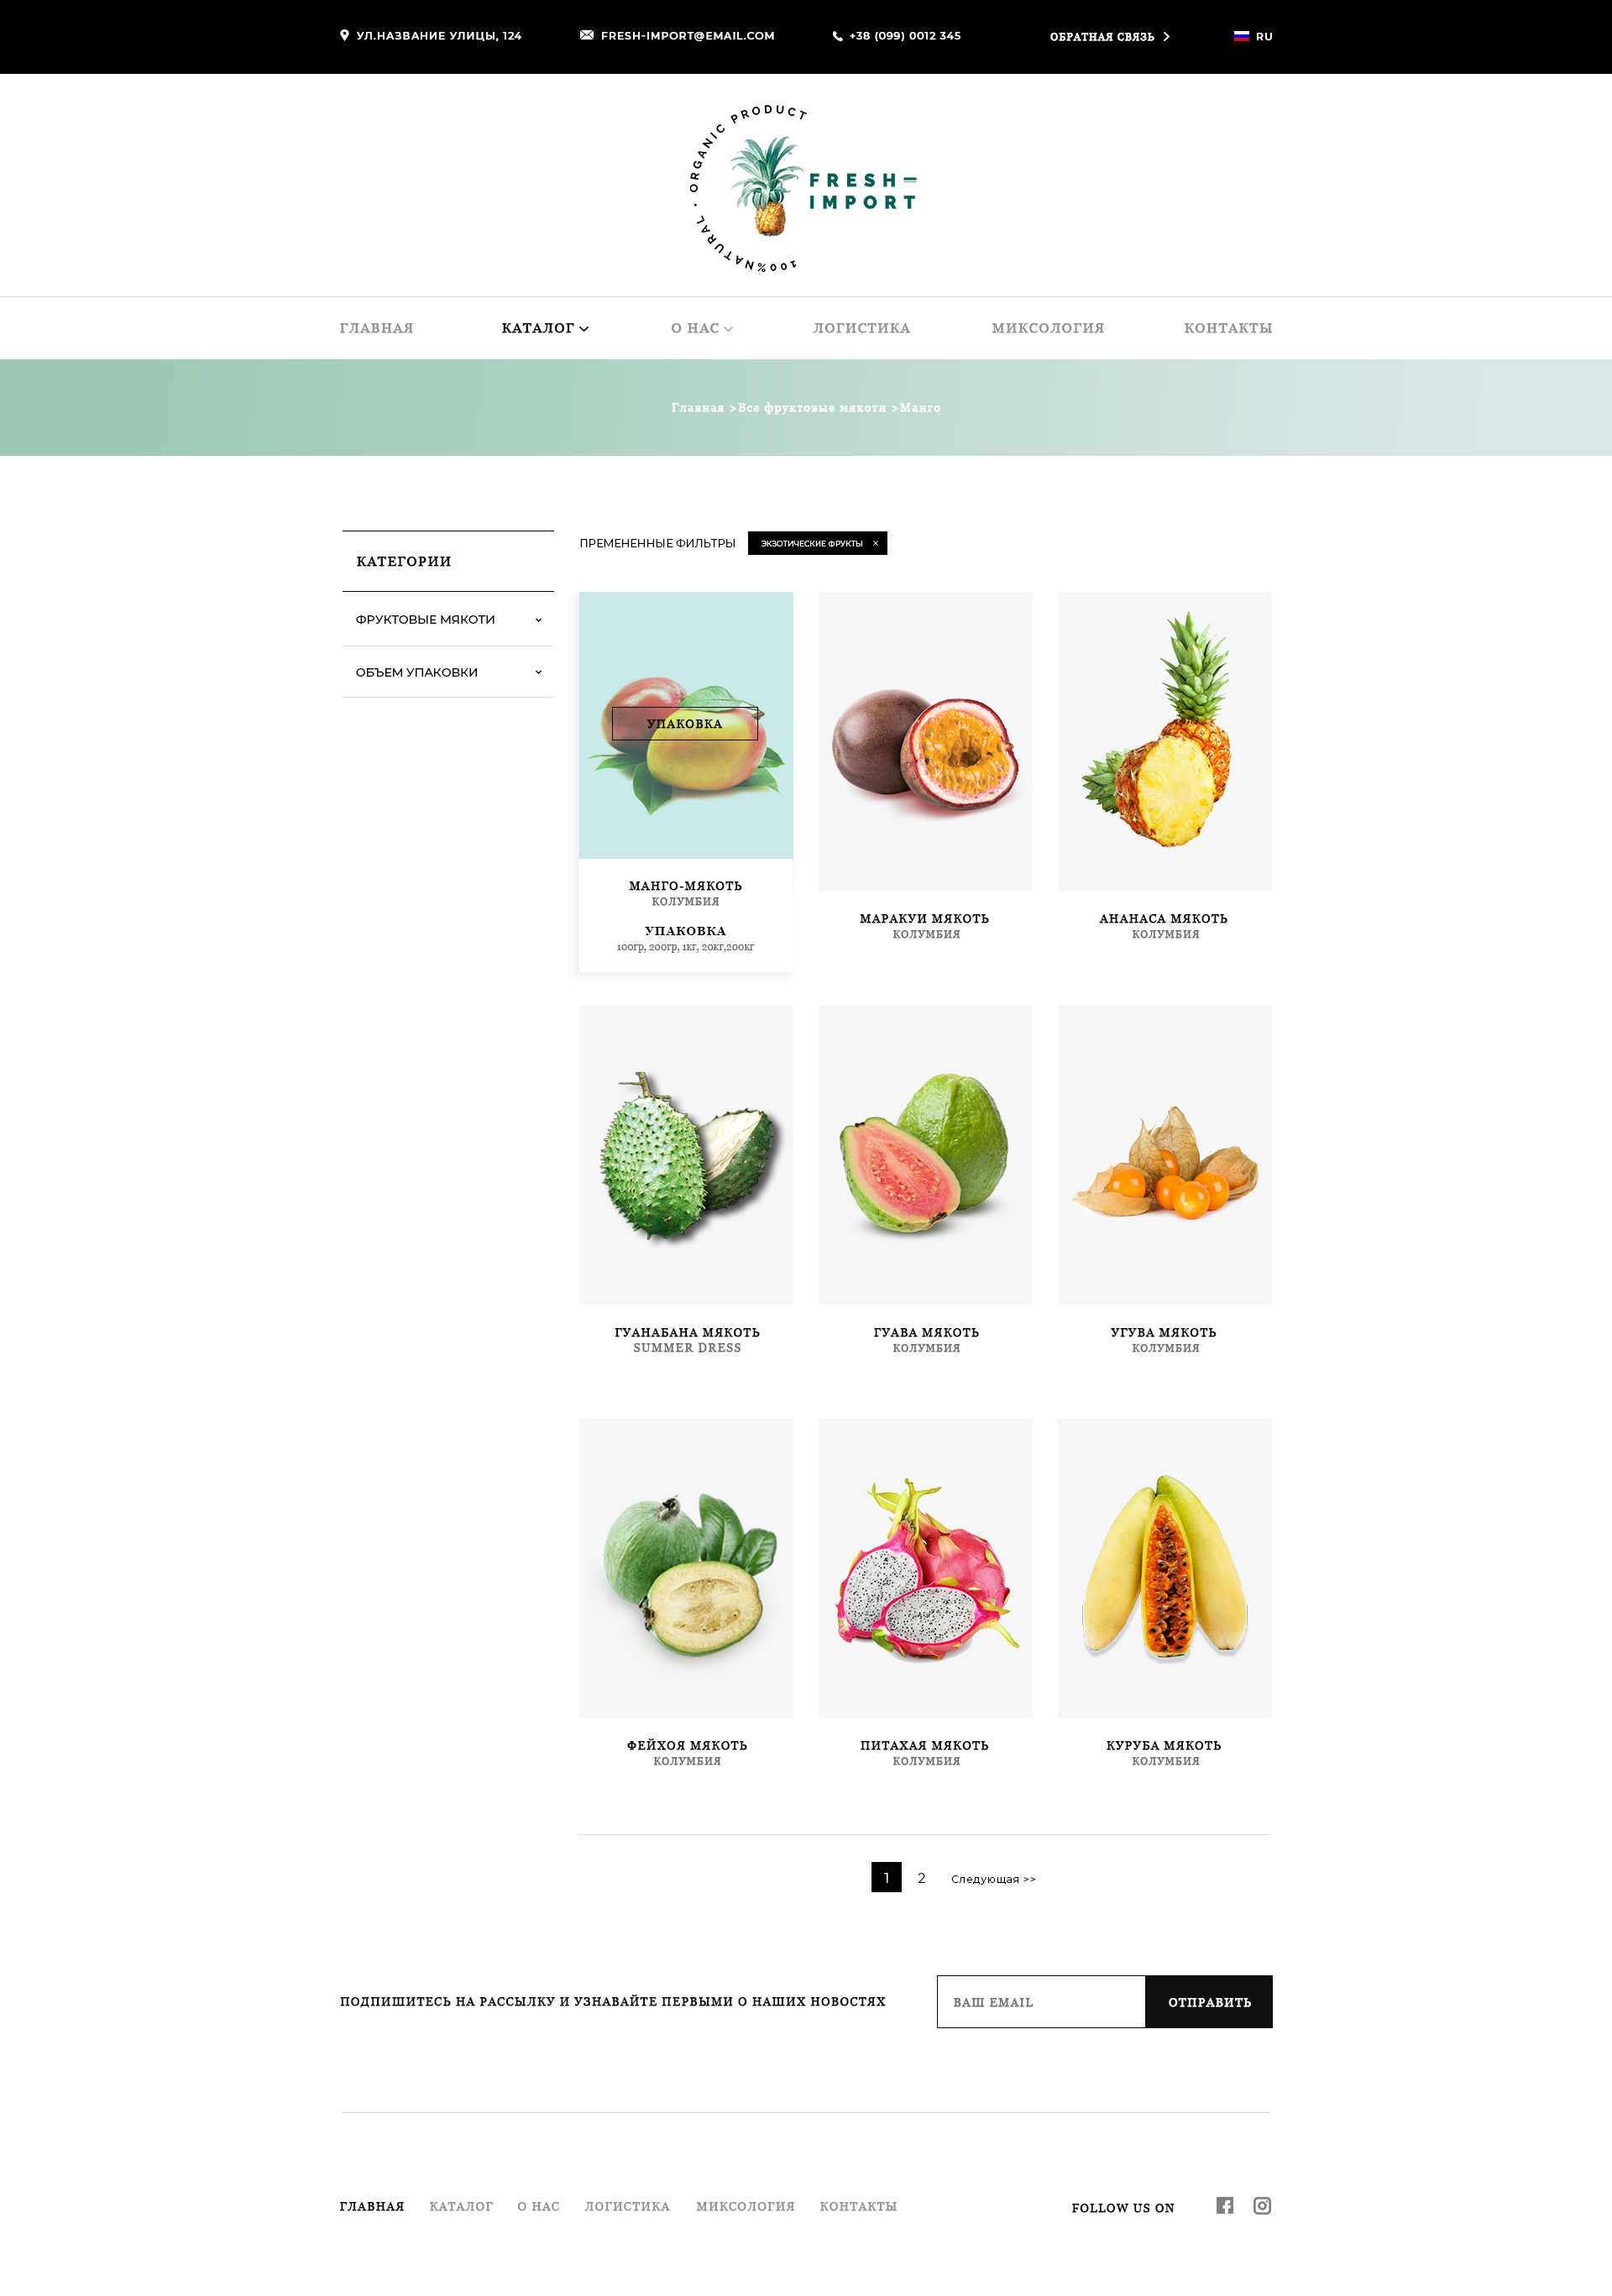 УЛ.НАЗВАНИЕ УЛИЦЫ, 124
FRESH-IMPORT@EMAIL.COM
+38 (099) 0012 345
ОБРАТНАЯ СВЯЗЬ
RU
100%NATURAL · ORGANIC PRODUCT
FRESH–
IMPORT
ГЛАВНАЯ
КАТАЛОГ
О НАС
ЛОГИСТИКА
МИКСОЛОГИЯ
КОНТАКТЫ
Главная >Все фруктовые мякоти >Манго
КАТЕГОРИИ
ФРУКТОВЫЕ МЯКОТИ
ОБЪЕМ УПАКОВКИ
ПРЕМЕНЕННЫЕ ФИЛЬТРЫ
ЭКЗОТИЧЕСКИЕ ФРУКТЫ ×
УПАКОВКА
МАНГО-МЯКОТЬ
КОЛУМБИЯ
УПАКОВКА
100гр, 200гр, 1кг, 20кг,200кг
МАРАКУИ МЯКОТЬ
КОЛУМБИЯ
АНАНАСА МЯКОТЬ
КОЛУМБИЯ
ГУАНАБАНА МЯКОТЬ
SUMMER DRESS
ГУАВА МЯКОТЬ
КОЛУМБИЯ
УГУВА МЯКОТЬ
КОЛУМБИЯ
ФЕЙХОЯ МЯКОТЬ
КОЛУМБИЯ
ПИТАХАЯ МЯКОТЬ
КОЛУМБИЯ
КУРУБА МЯКОТЬ
КОЛУМБИЯ
1
2
Следующая >>
ПОДПИШИТЕСЬ НА РАССЫЛКУ И УЗНАВАЙТЕ ПЕРВЫМИ О НАШИХ НОВОСТЯХ
ВАШ EMAIL
ОТПРАВИТЬ
ГЛАВНАЯ
КАТАЛОГ
О НАС
ЛОГИСТИКА
МИКСОЛОГИЯ
КОНТАКТЫ
FOLLOW US ON